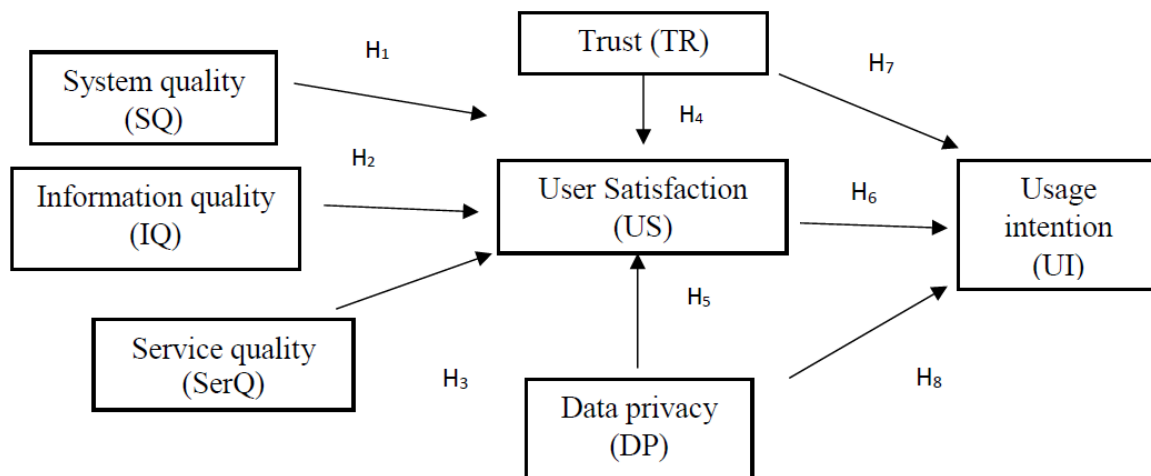 System quality
(SQ)
H₁
Trust (TR)
H₇
H₄
Information quality
(IQ)
H₂
User Satisfaction
(US)
H₆
Usage
intention
(UI)
H₅
Service quality
(SerQ)
H₃
Data privacy
(DP)
H₈